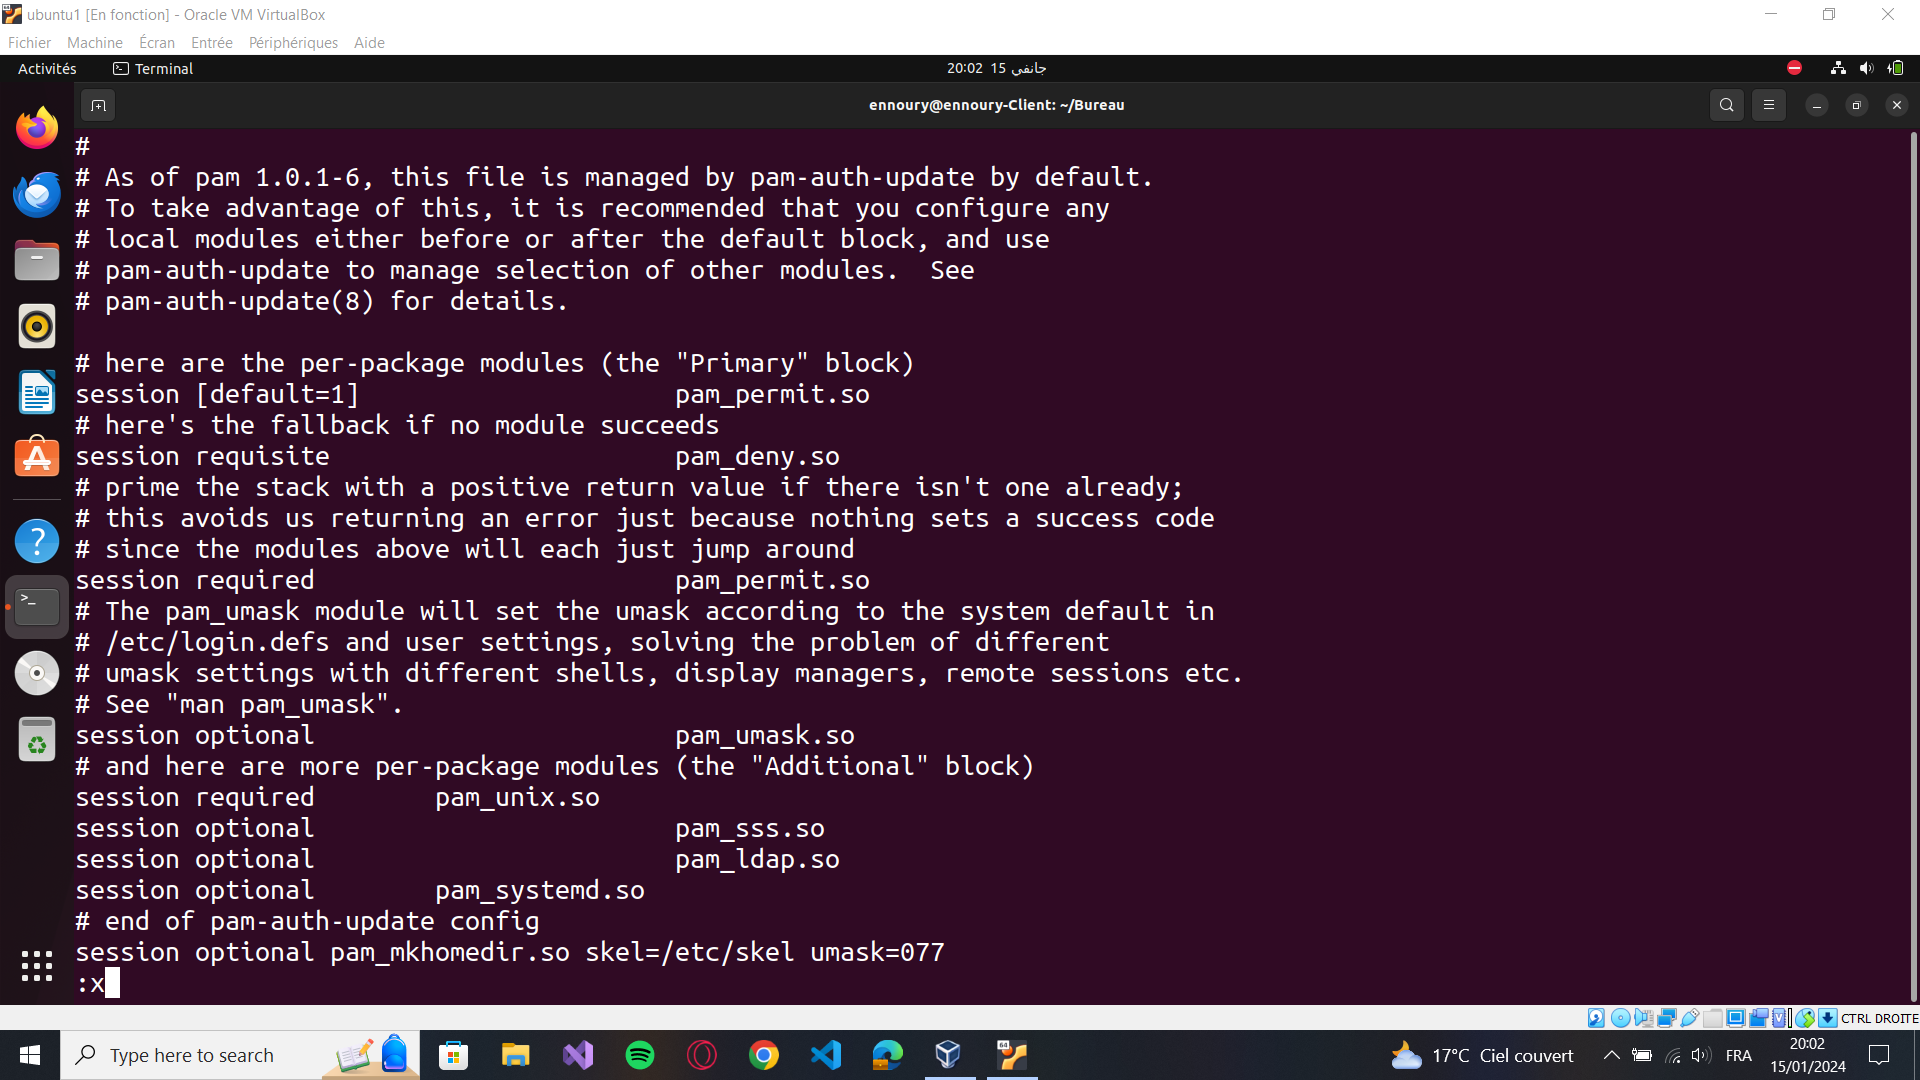 ubuntu1 [En fonction] - Oracle VM VirtualBox
Fichier Machine Écran Entrée Périphériques Aide
Activités Terminal 20:02 15 جانفي
ennoury@ennoury-Client: ~/Bureau
#
# As of pam 1.0.1-6, this file is managed by pam-auth-update by default.
# To take advantage of this, it is recommended that you configure any
# local modules either before or after the default block, and use
# pam-auth-update to manage selection of other modules.  See
# pam-auth-update(8) for details.
# here are the per-package modules (the "Primary" block)
session [default=1]                     pam_permit.so
# here's the fallback if no module succeeds
session requisite                       pam_deny.so
# prime the stack with a positive return value if there isn't one already;
# this avoids us returning an error just because nothing sets a success code
# since the modules above will each just jump around
session required                        pam_permit.so
# The pam_umask module will set the umask according to the system default in
# /etc/login.defs and user settings, solving the problem of different
# umask settings with different shells, display managers, remote sessions etc.
# See "man pam_umask".
session optional                        pam_umask.so
# and here are more per-package modules (the "Additional" block)
session required        pam_unix.so
session optional                        pam_sss.so
session optional                        pam_ldap.so
session optional        pam_systemd.so
# end of pam-auth-update config
session optional pam_mkhomedir.so skel=/etc/skel umask=077
:x
CTRL DROITE
Type here to search
64
17°C Ciel couvert
FRA
20:02
15/01/2024